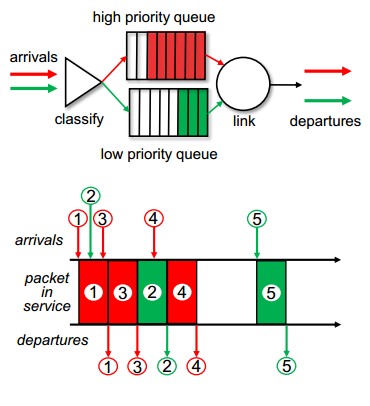 high priority queue
arrivals
classify
link
departures
low priority queue
2
1 3 4 5
arrivals
packet
in
service
1 3 2 4 5
departures
1 3 2 4 5